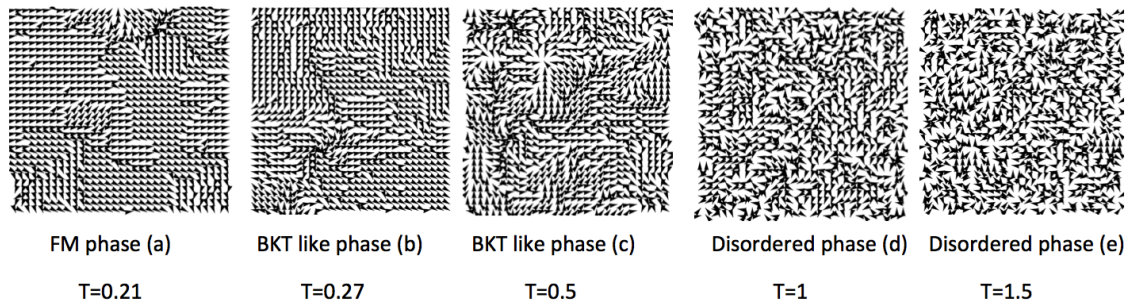 FM phase (a) BKT like phase (b) BKT like phase (c) Disordered phase (d) Disordered phase (e)
T=0.21 T=0.27 T=0.5 T=1 T=1.5